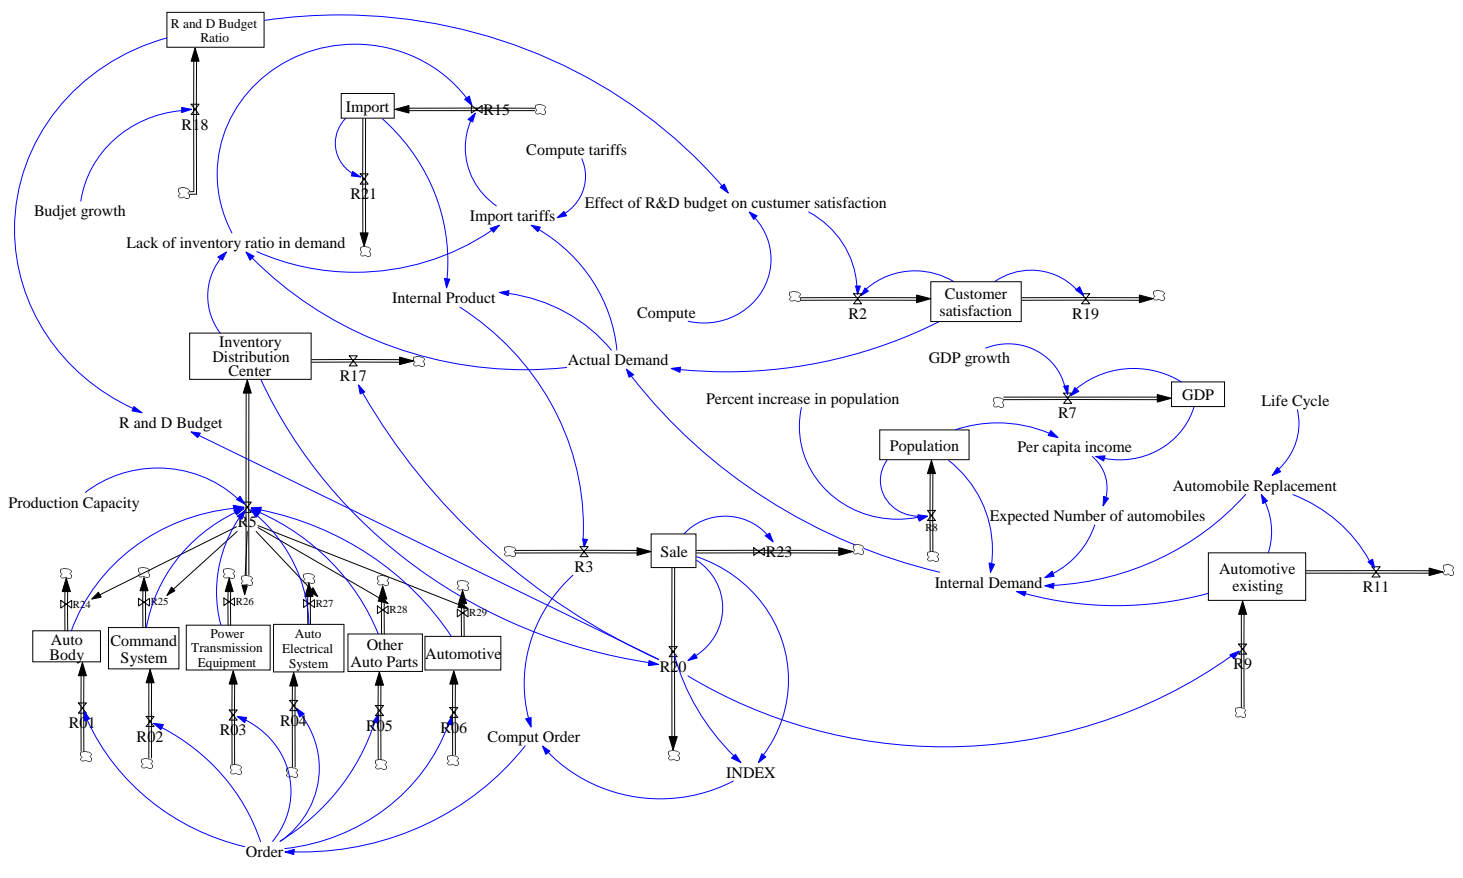 R and D Budget
Ratio
Import
R15
R18
Compute tariffs
R21
Budjet growth
Import tariffs
Effect of R&D budget on custumer satisfaction
Lack of inventory ratio in demand
Internal Product
Compute
R2
Customer
satisfaction
R19
Inventory
Distribution
Center
R17
Actual Demand
GDP growth
GDP
R7
Percent increase in population
Life Cycle
R and D Budget
Population
Per capita income
Production Capacity
R5
Automobile Replacement
R8
Expected Number of automobiles
R3
Sale
R23
Internal Demand
Automotive
existing
R11
R24
R25
R26
R27
R28
R29
Auto
Body
Command
System
Power
Transmission
Equipment
Auto
Electrical
System
Other
Auto Parts
Automotive
R20
R9
R01
R02
R03
R04
R05
R06
Comput Order
INDEX
Order